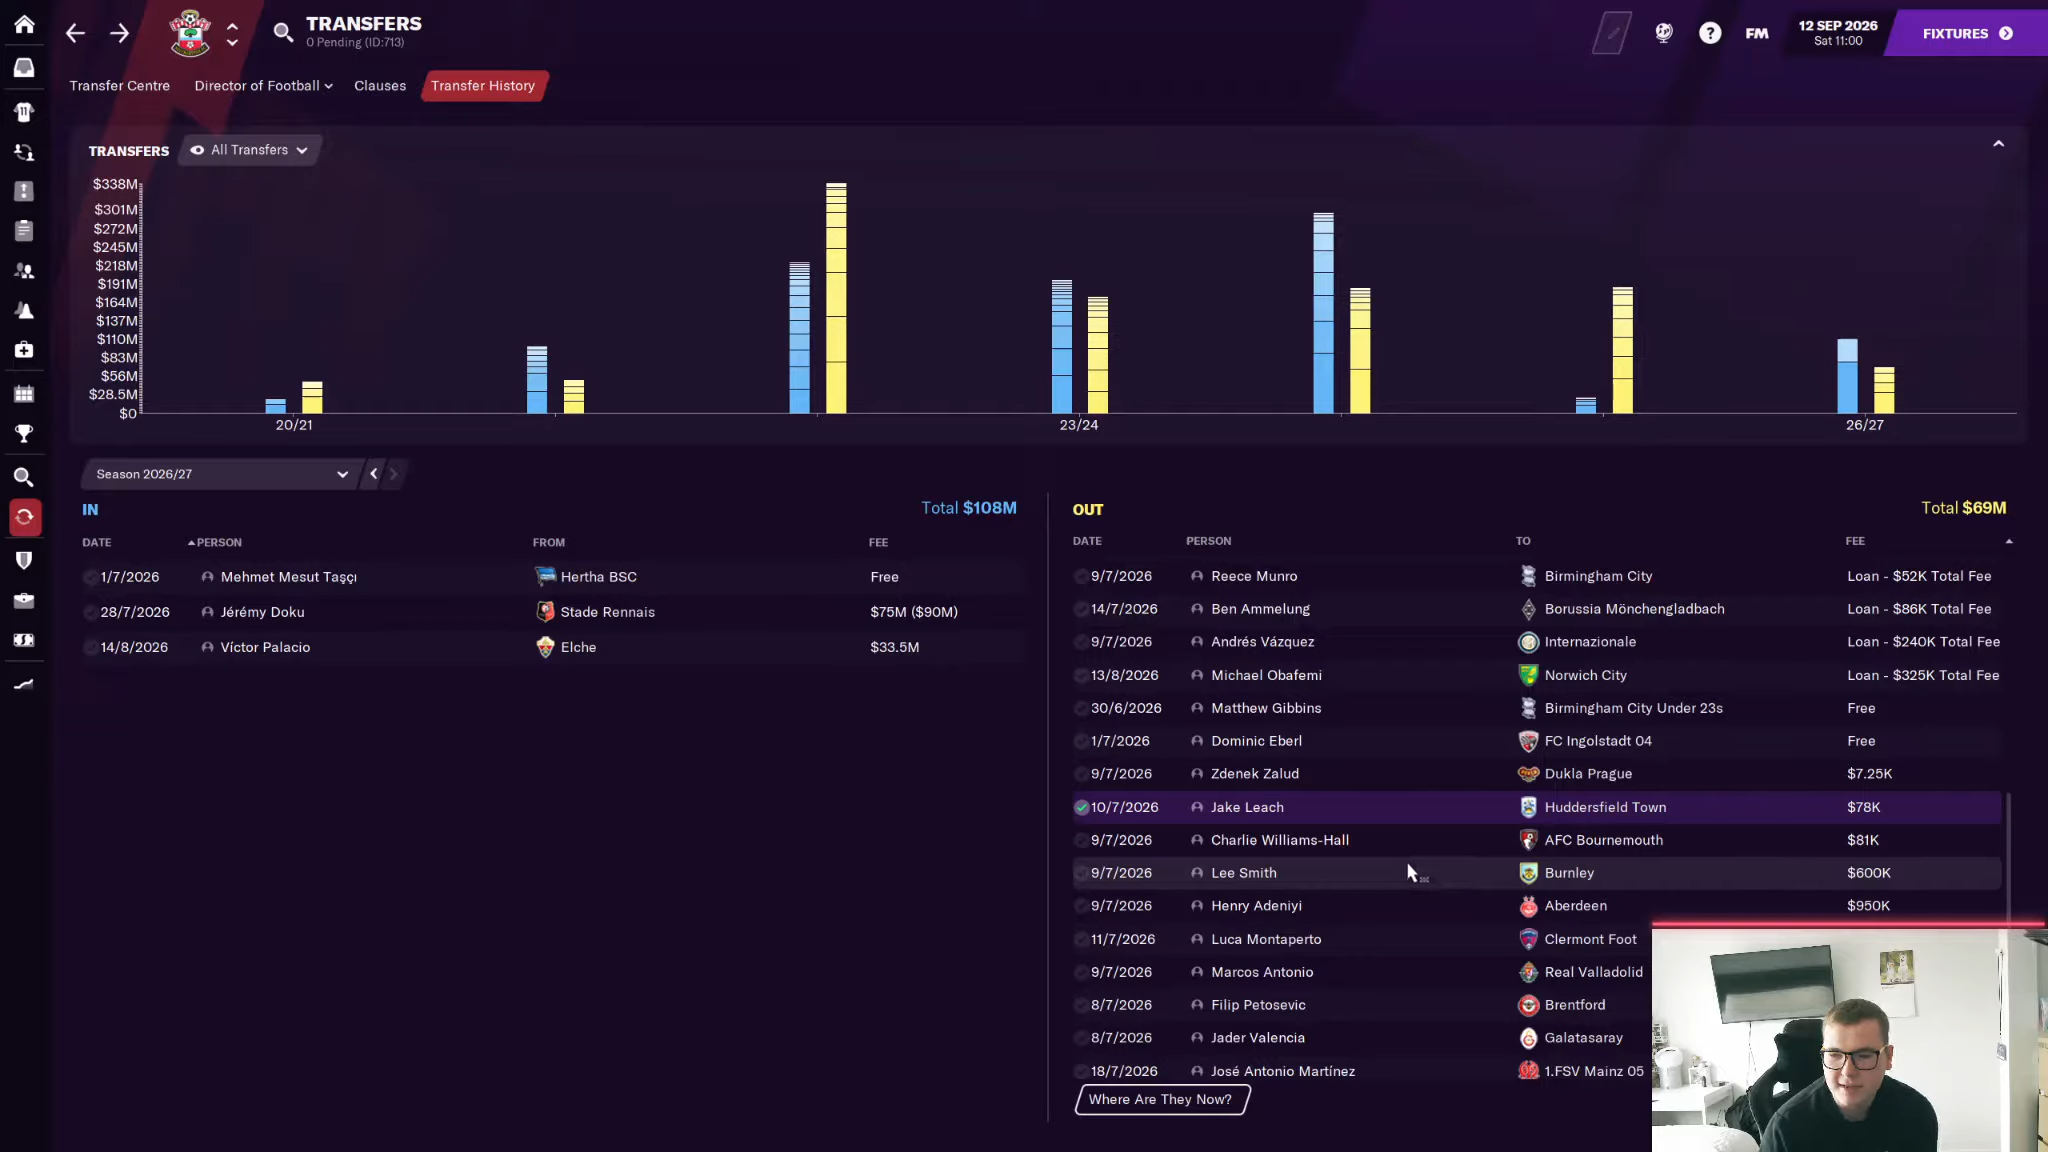 TRANSFERS
0 Pending (ID:713)
FM
12 SEP 2026
Sat 11:00
FIXTURES
Transfer Centre
Director of Football
Clauses
Transfer History
TRANSFERS
All Transfers
$338M
$301M
$272M
$245M
$218M
$191M
$164M
$137M
$110M
$83M
$56M
$28.5M
$0
20/21
23/24
26/27
Season 2026/27
IN
Total $108M
DATE PERSON FROM FEE
1/7/2026 Mehmet Mesut Taşçı Hertha BSC Free
28/7/2026 Jérémy Doku Stade Rennais $75M ($90M)
14/8/2026 Víctor Palacio Elche $33.5M
OUT
Total $69M
DATE PERSON TO FEE
9/7/2026 Reece Munro Birmingham City Loan - $52K Total Fee
14/7/2026 Ben Ammelung Borussia Mönchengladbach Loan - $86K Total Fee
9/7/2026 Andrés Vázquez Internazionale Loan - $240K Total Fee
13/8/2026 Michael Obafemi Norwich City Loan - $325K Total Fee
30/6/2026 Matthew Gibbins Birmingham City Under 23s Free
1/7/2026 Dominic Eberl FC Ingolstadt 04 Free
9/7/2026 Zdenek Zalud Dukla Prague $7.25K
10/7/2026 Jake Leach Huddersfield Town $78K
9/7/2026 Charlie Williams-Hall AFC Bournemouth $81K
9/7/2026 Lee Smith Burnley $600K
9/7/2026 Henry Adeniyi Aberdeen $950K
11/7/2026 Luca Montaperto Clermont Foot
9/7/2026 Marcos Antonio Real Valladolid
8/7/2026 Filip Petosevic Brentford
8/7/2026 Jader Valencia Galatasaray
18/7/2026 José Antonio Martínez 1.FSV Mainz 05
Where Are They Now?